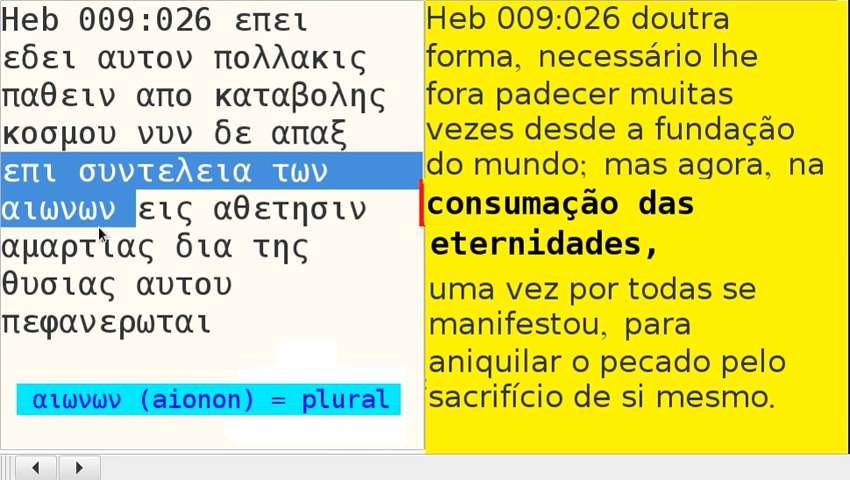 Heb 009:026 επει
εδει αυτον πολλακις
παθειν απο καταβολης
κοσμου νυν δε απαξ
επι συντελεια των
αιωνων εις αθετησιν
αμαρτιας δια της
θυσιας αυτου
πεφανερωται
αιωνων (aionon) = plural
Heb 009:026 doutra
forma, necessário lhe
fora padecer muitas
vezes desde a fundação
do mundo; mas agora, na
consumação das
eternidades,
uma vez por todas se
manifestou, para
aniquilar o pecado pelo
sacrifício de si mesmo.